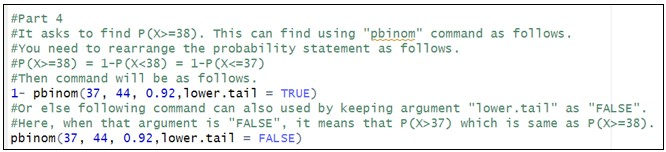 #Part 4
#It asks to find P(X>=38). This can find using "pbinom" command as follows.
#You need to rearrange the probability statement as follows.
#P(X>=38) = 1-P(X<38) = 1-P(X<=37)
#Then command will be as follows.
1- pbinom(37, 44, 0.92,lower.tail = TRUE)
#Or else following command can also used by keeping argument "lower.tail" as "FALSE".
#Here, when that argument is "FALSE", it means that P(X>37) which is same as P(X>=38).
pbinom(37, 44, 0.92,lower.tail = FALSE)